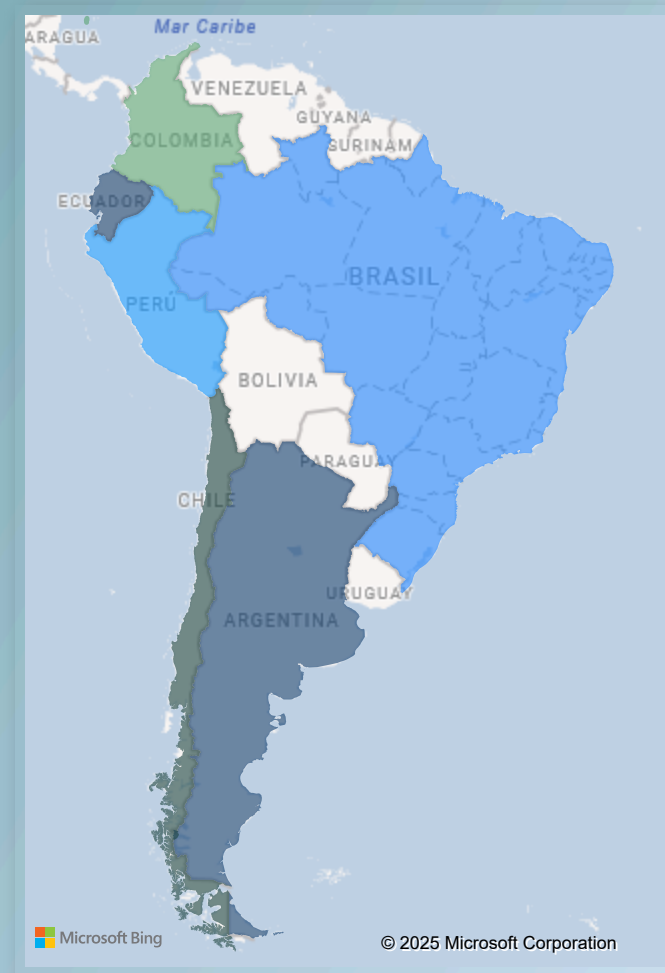 Mar Caribe
ARAGUA
VENEZUELA
GUYANA
SURINAM
COLOMBIA
ECUADOR
BRASIL
PERÚ
BOLIVIA
PARAGUAY
CHILE
URUGUAY
ARGENTINA
Microsoft Bing
© 2025 Microsoft Corporation